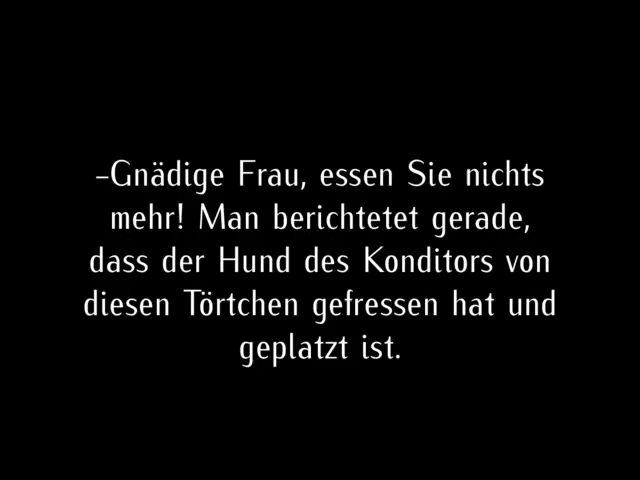 –Gnädige Frau, essen Sie nichts
mehr! Man berichtetet gerade,
dass der Hund des Konditors von
diesen Törtchen gefressen hat und
geplatzt ist.